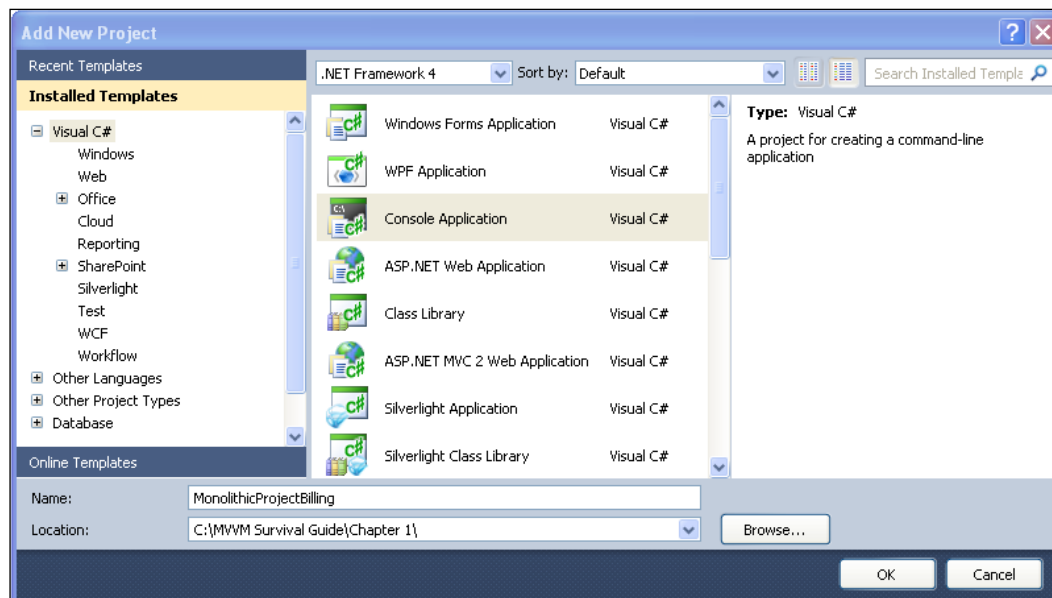 Add New Project
Recent Templates
Installed Templates
Visual C#
Windows
Web
Office
Cloud
Reporting
SharePoint
Silverlight
Test
WCF
Workflow
Other Languages
Other Project Types
Database
Online Templates
.NET Framework 4
Sort by: Default
Search Installed Templa
Windows Forms Application Visual C#
WPF Application Visual C#
Console Application Visual C#
ASP.NET Web Application Visual C#
Class Library Visual C#
ASP.NET MVC 2 Web Application Visual C#
Silverlight Application Visual C#
Silverlight Class Library Visual C#
Type: Visual C#
A project for creating a command-line
application
Name: MonolithicProjectBilling
Location: C:\MVVM Survival Guide\Chapter 1\
Browse...
OK Cancel